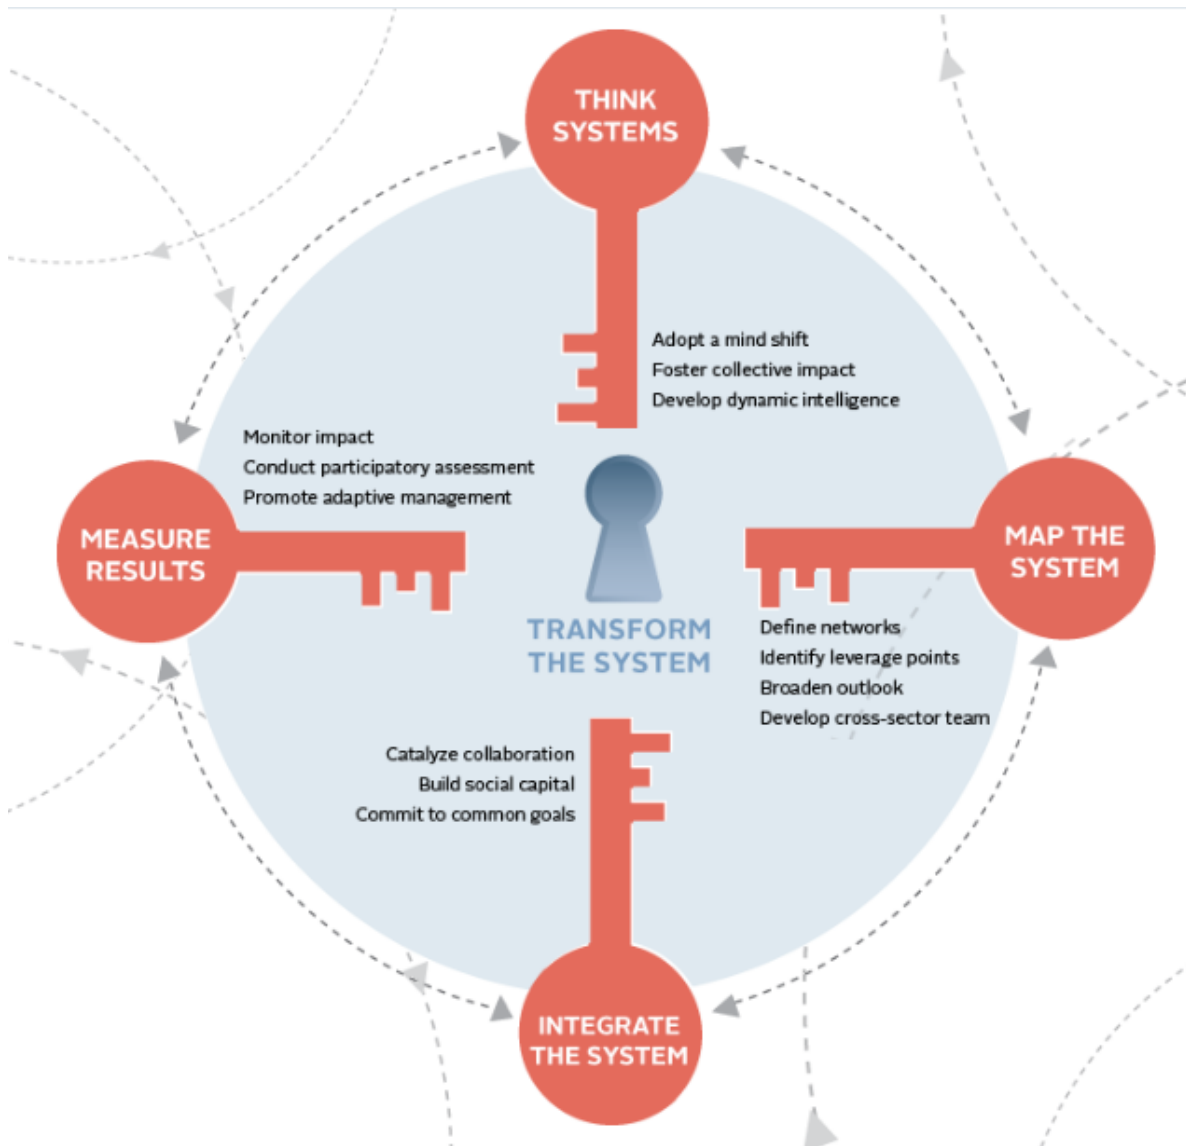 THINK
SYSTEMS
Adopt a mind shift
Foster collective impact
Develop dynamic intelligence
Monitor impact
Conduct participatory assessment
Promote adaptive management
MEASURE
RESULTS
MAP THE
SYSTEM
TRANSFORM
THE SYSTEM
Define networks
Identify leverage points
Broaden outlook
Develop cross-sector team
Catalyze collaboration
Build social capital
Commit to common goals
INTEGRATE
THE SYSTEM